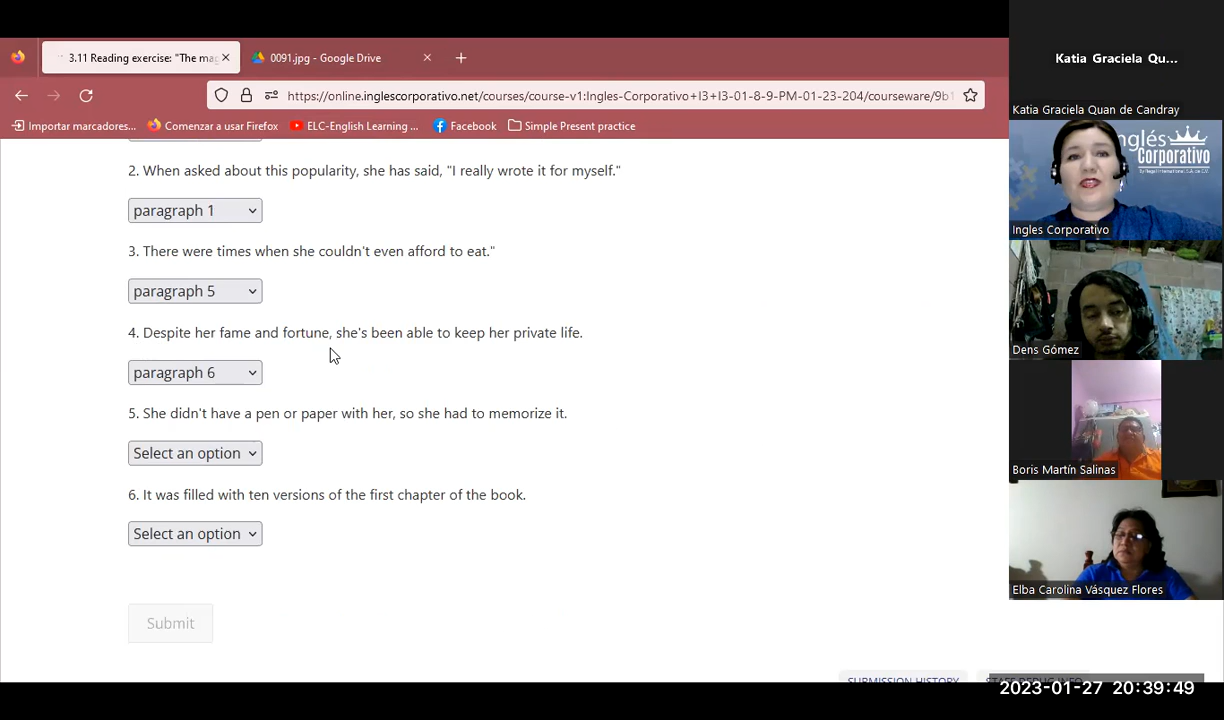 3.11 Reading exercise: "The mag
0091.jpg - Google Drive
https://online.inglescorporativo.net/courses/course-v1:Ingles-Corporativo+I3+I3-01-8-9-PM-01-23-204/courseware/9b1
Importar marcadores...
Comenzar a usar Firefox
ELC-English Learning ...
Facebook
Simple Present practice
2. When asked about this popularity, she has said, "I really wrote it for myself."
paragraph 1
3. There were times when she couldn't even afford to eat."
paragraph 5
4. Despite her fame and fortune, she's been able to keep her private life.
paragraph 6
5. She didn't have a pen or paper with her, so she had to memorize it.
Select an option
6. It was filled with ten versions of the first chapter of the book.
Select an option
Submit
SUBMISSION HISTORY
STAFF DEBUG INFO
Katia Graciela Qu...
Katia Graciela Quan de Candray
Inglés
Corporativo
Ingles Corporativo
Dens Gómez
Boris Martín Salinas
Elba Carolina Vásquez Flores
2023-01-27 20:39:49